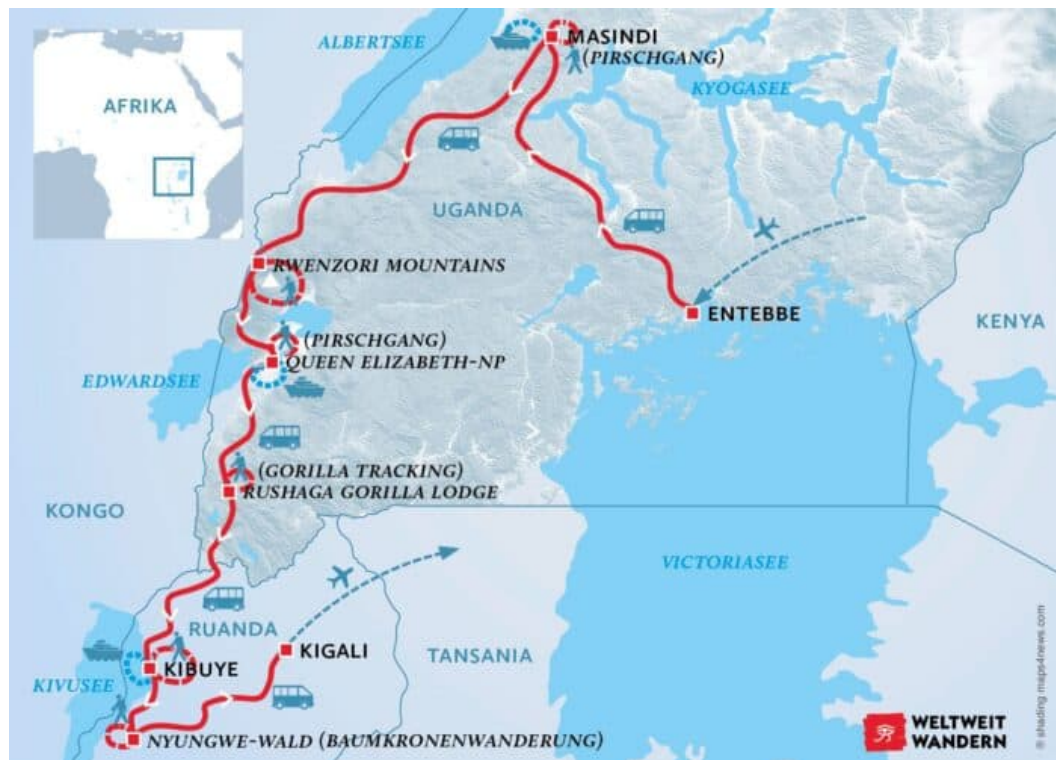 ALBERTSEE
MASINDI
(PIRSCHGANG)
KYOGASEE
AFRIKA
UGANDA
RWENZORI MOUNTAINS
ENTEBBE
KENYA
(PIRSCHGANG)
QUEEN ELIZABETH-NP
EDWARDSEE
(GORILLA TRACKING)
RUSHAGA GORILLA LODGE
KONGO
VICTORIASEE
RUANDA
KIGALI
TANSANIA
KIBUYE
KIVUSEE
NYUNGWE-WALD (BAUMKRONENWANDERUNG)
WELTWEIT
WANDERN
© shading maps4news.com